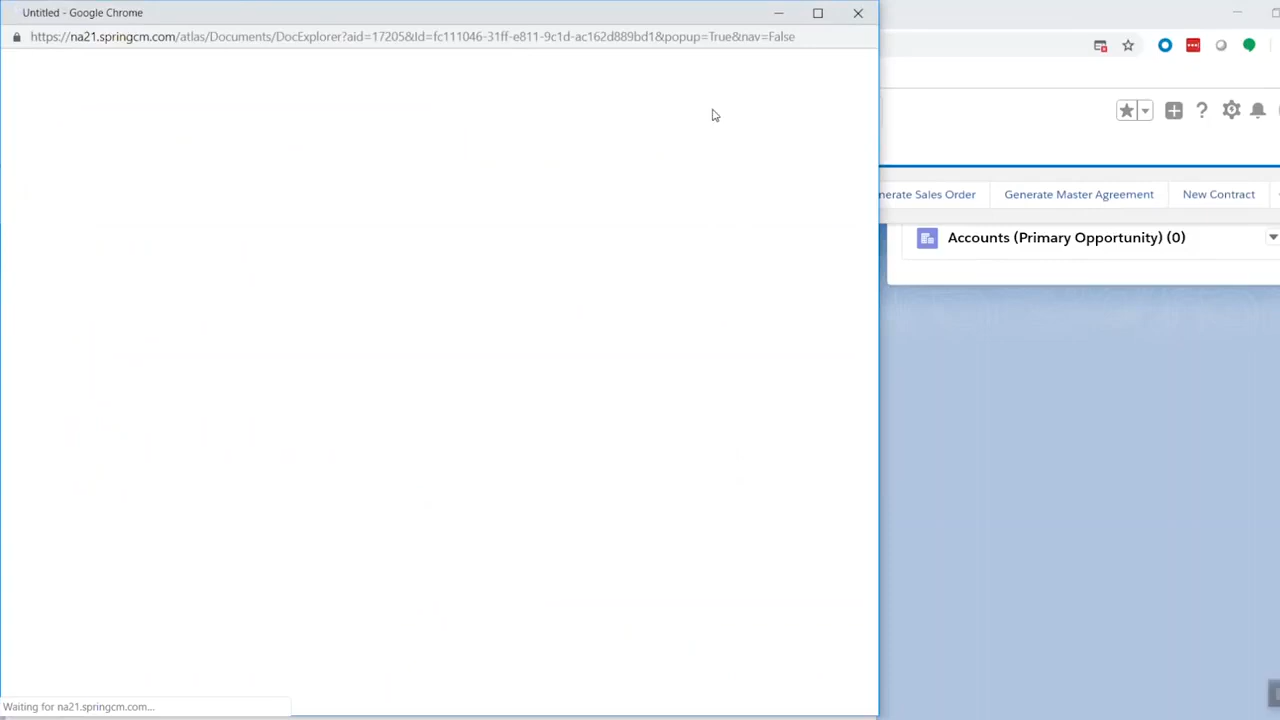 Untitled - Google Chrome
https://na21.springcm.com/atlas/Documents/DocExplorer?aid=17205&Id=fc111046-31ff-e811-9c1d-ac162d889bd1&popup=True&nav=False
nerate Sales Order
Generate Master Agreement
New Contract
Accounts (Primary Opportunity) (0)
Waiting for na21.springcm.com...